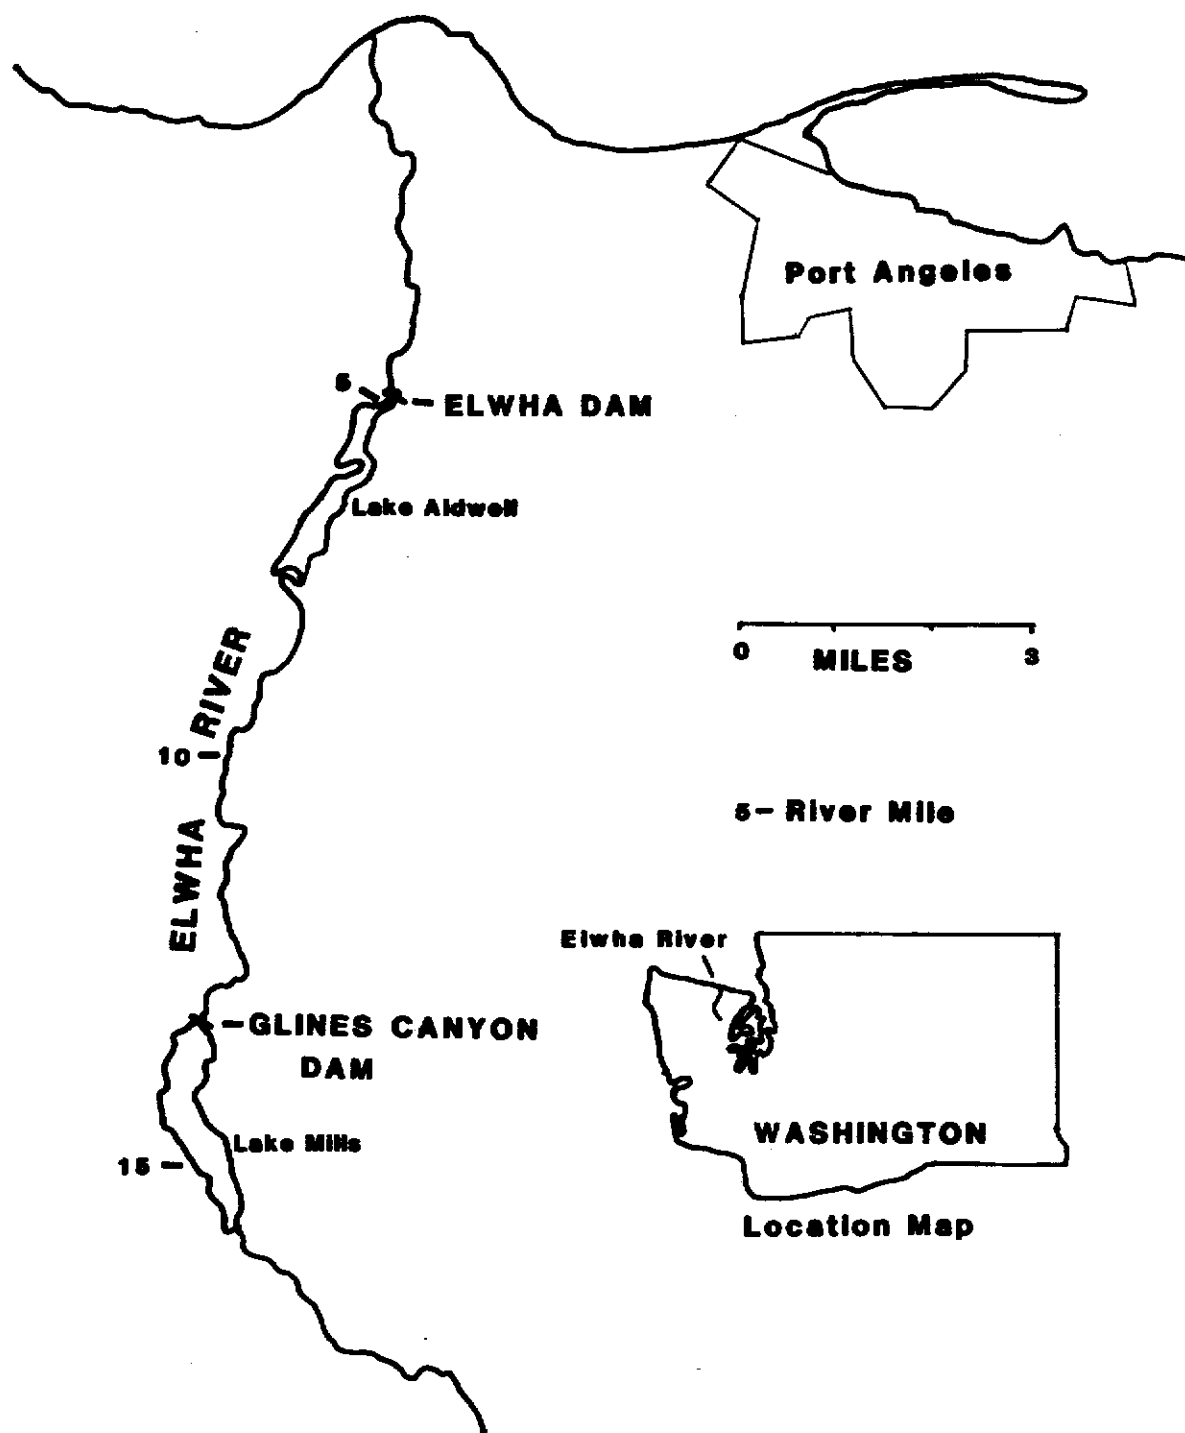 Port Angeles
5
ELWHA DAM
Lake Aldwell
RIVER
0
MILES
3
10
5- River Mile
ELWHA
Elwha River
GLINES CANYON
DAM
Lake Mills
15
WASHINGTON
Location Map